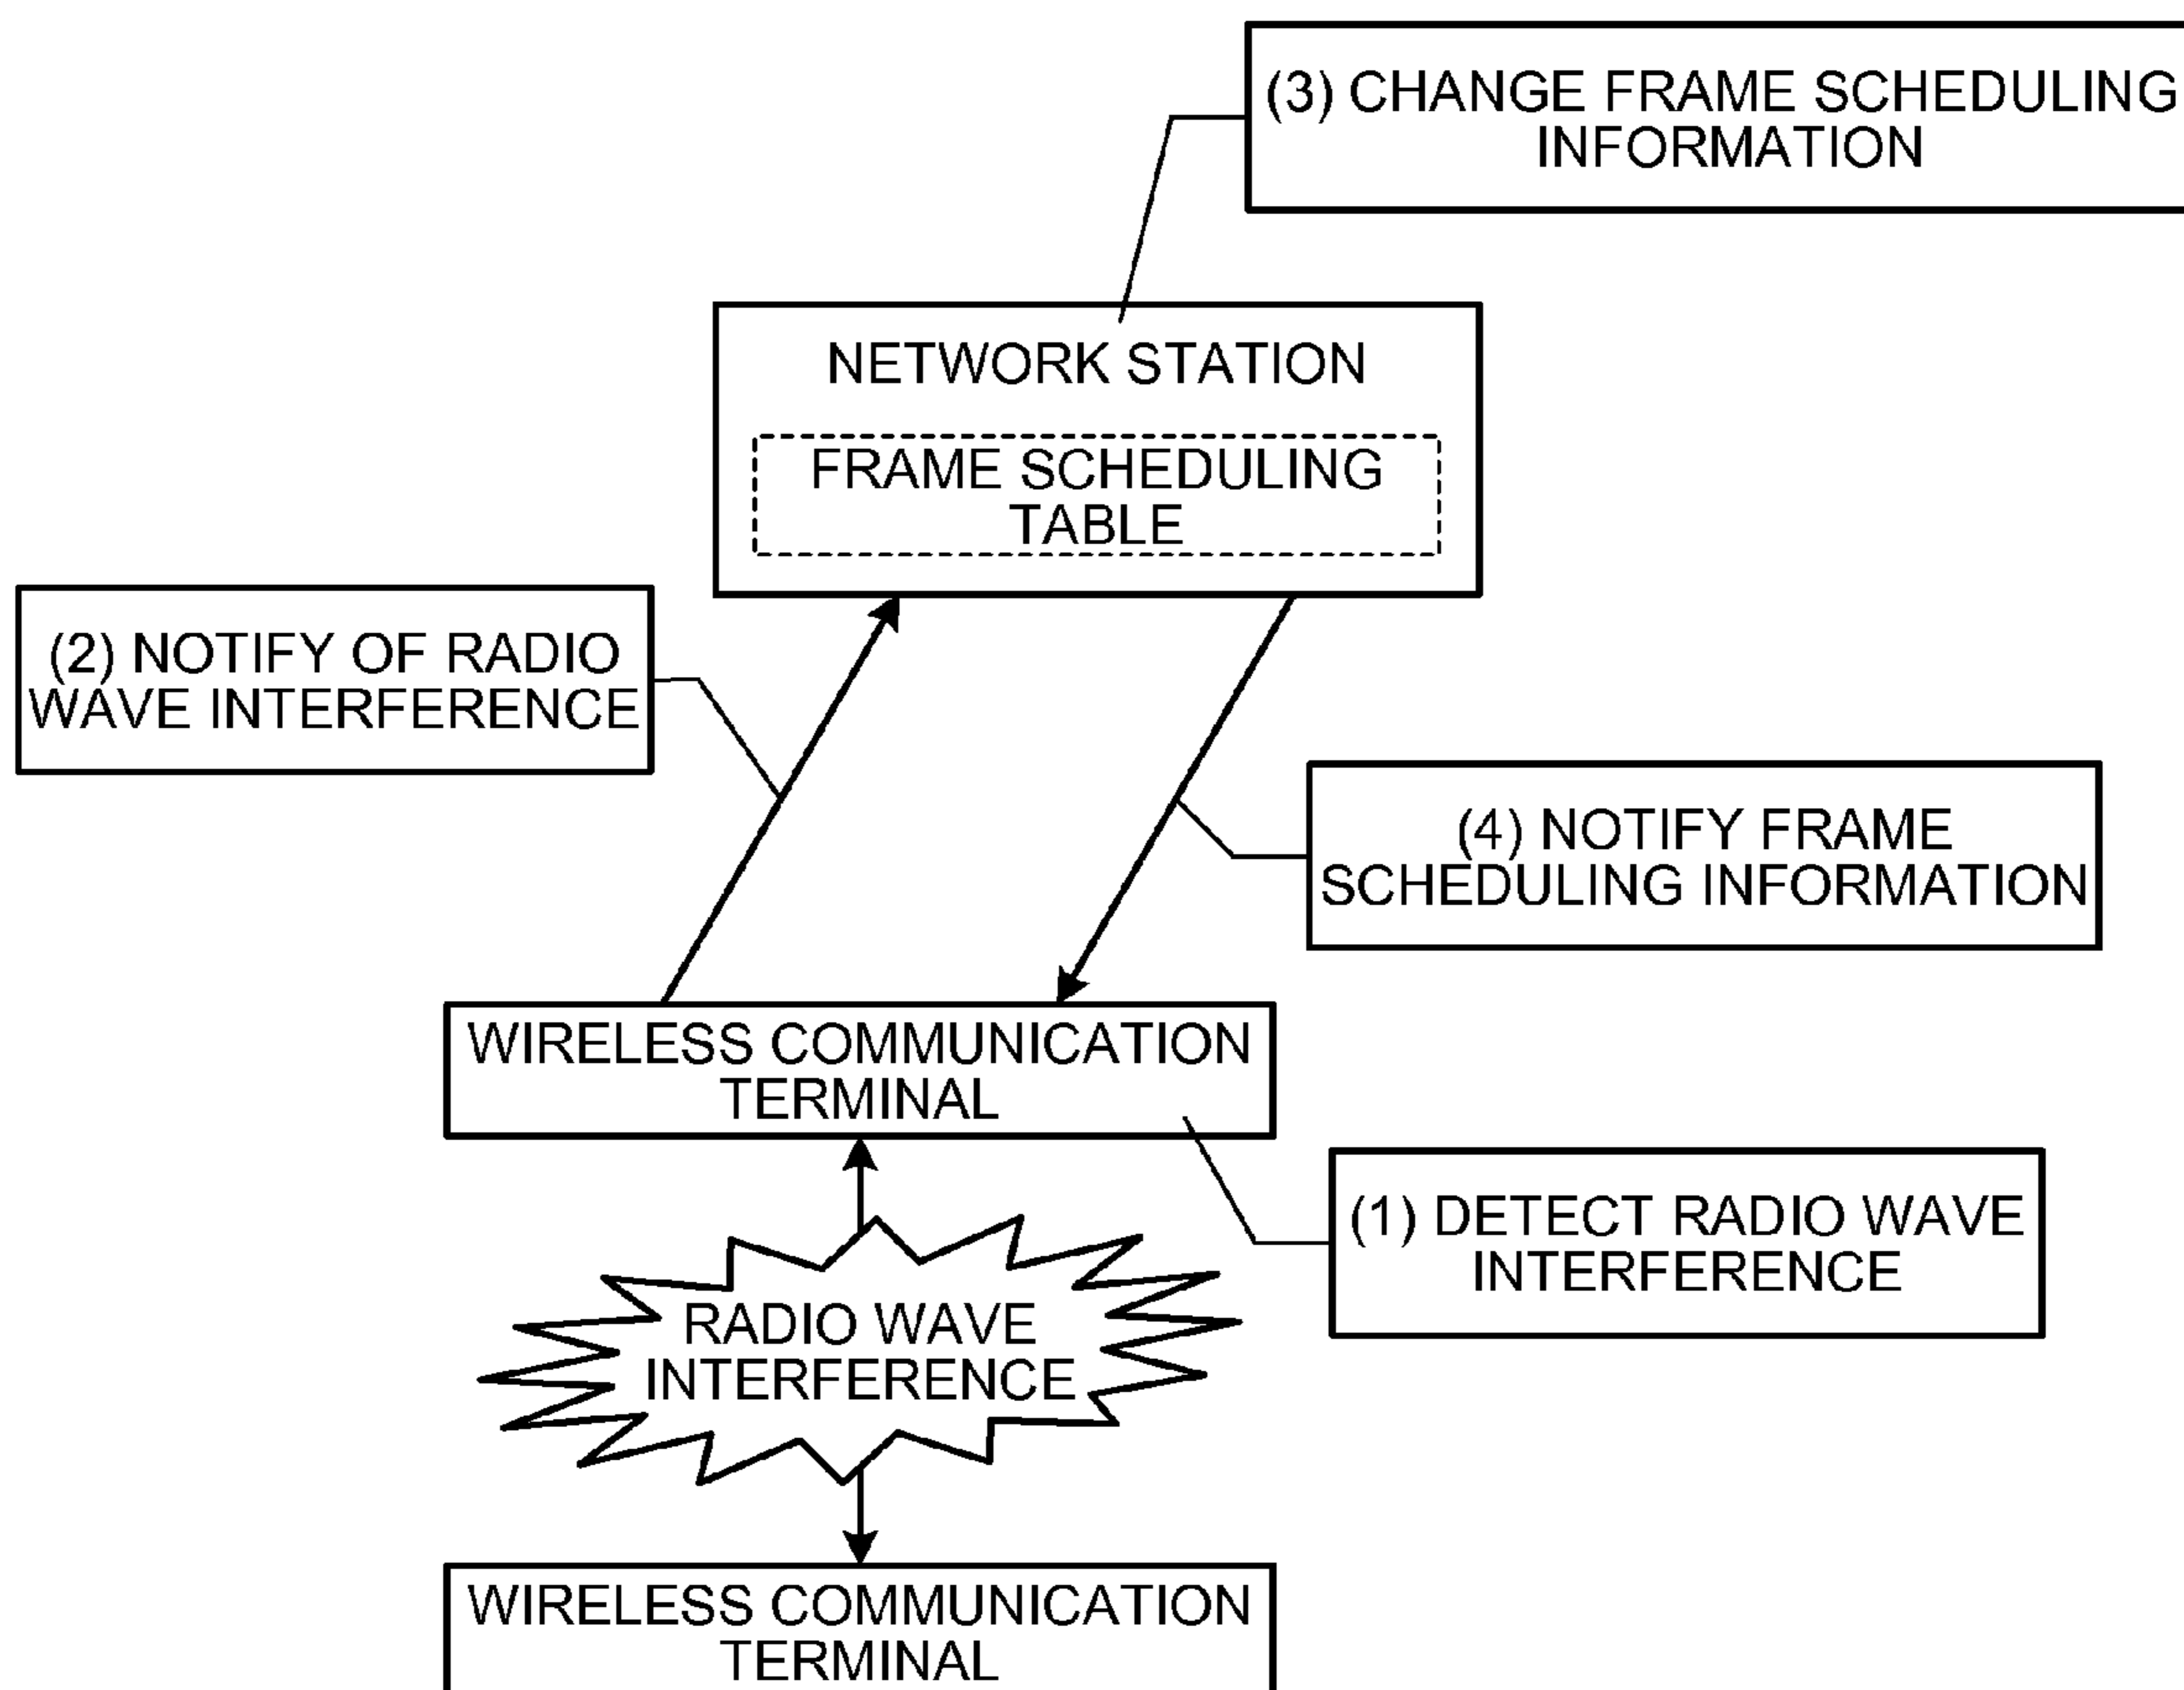 (3) CHANGE FRAME SCHEDULING
INFORMATION
NETWORK STATION
FRAME SCHEDULING
TABLE
(2) NOTIFY OF RADIO
WAVE INTERFERENCE
(4) NOTIFY FRAME
SCHEDULING INFORMATION
WIRELESS COMMUNICATION
TERMINAL
(1) DETECT RADIO WAVE
INTERFERENCE
RADIO WAVE
INTERFERENCE
WIRELESS COMMUNICATION
TERMINAL